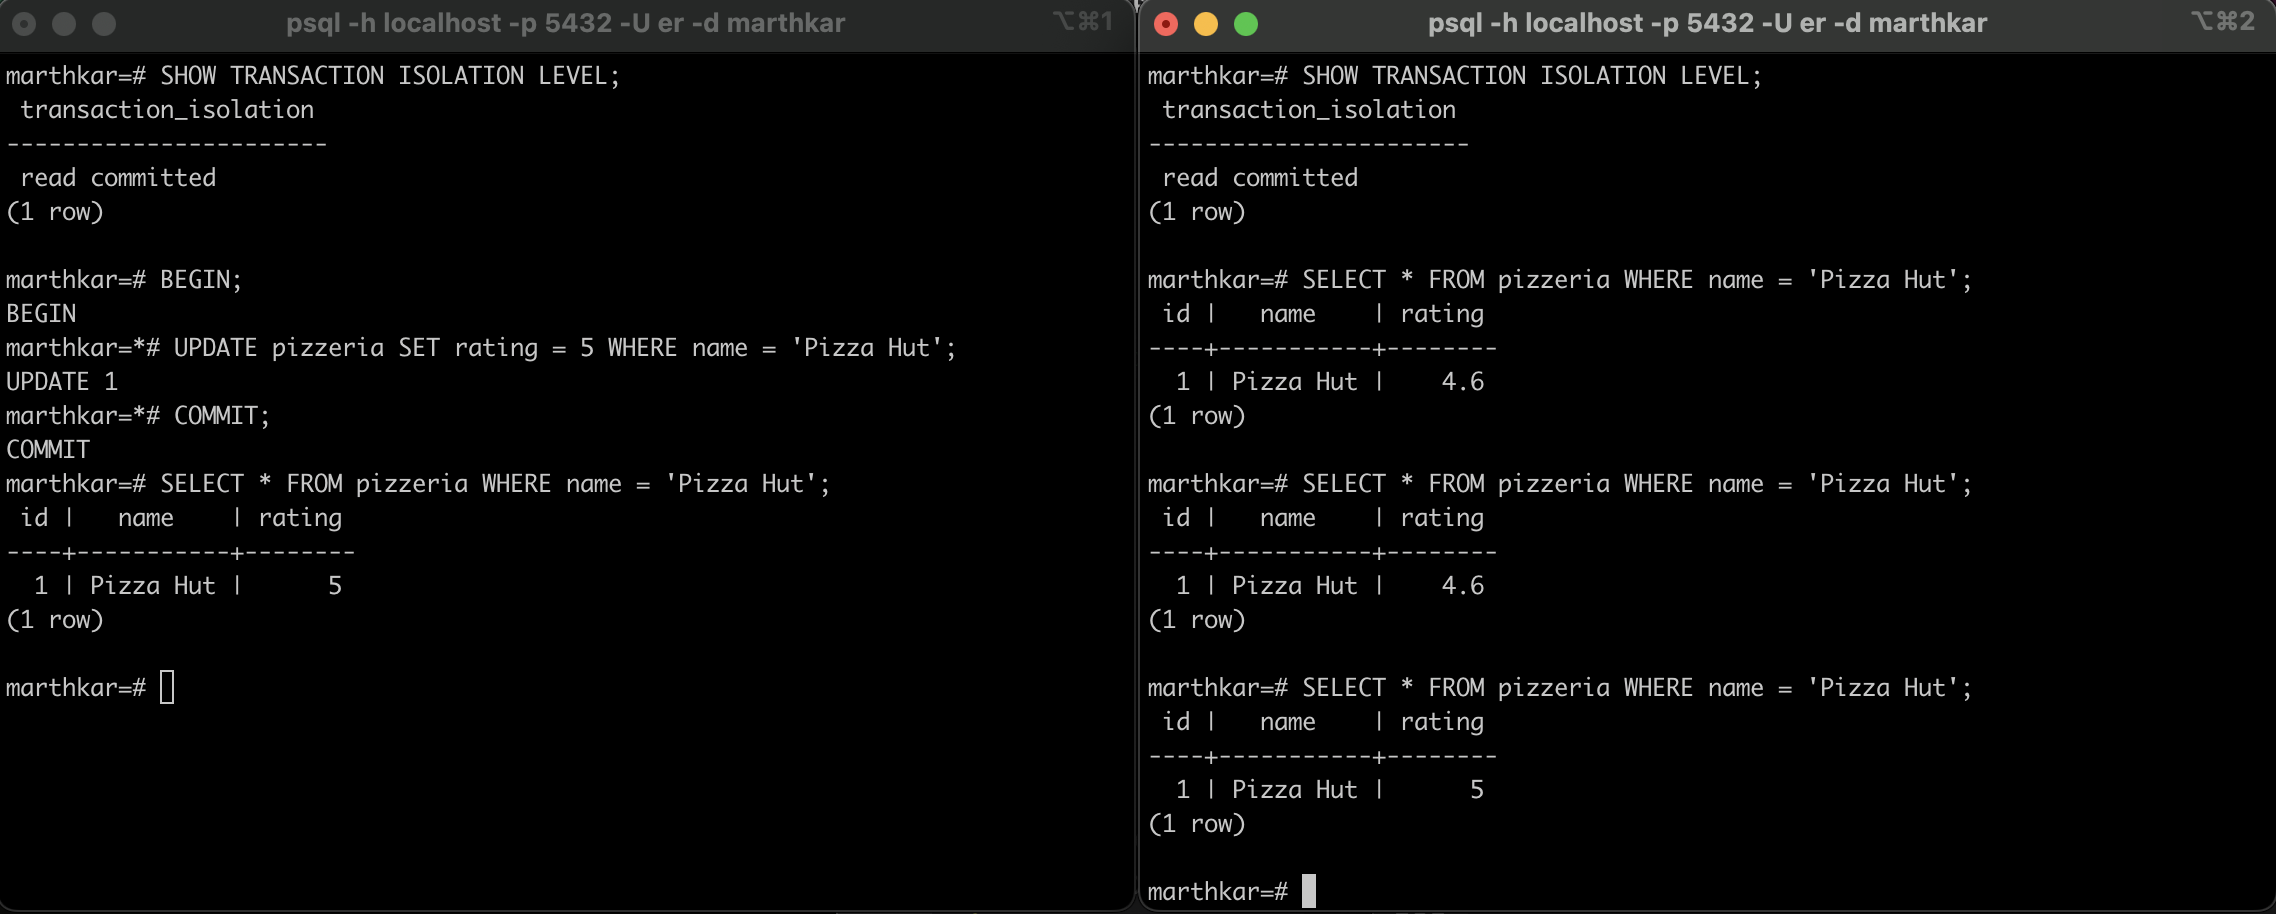 psql -h localhost -p 5432 -U er -d marthkar
⌥⌘1
marthkar=# SHOW TRANSACTION ISOLATION LEVEL;
 transaction_isolation
-----------------------
 read committed
(1 row)

marthkar=# BEGIN;
BEGIN
marthkar=*# UPDATE pizzeria SET rating = 5 WHERE name = 'Pizza Hut';
UPDATE 1
marthkar=*# COMMIT;
COMMIT
marthkar=# SELECT * FROM pizzeria WHERE name = 'Pizza Hut';
 id |   name    | rating
----+-----------+--------
  1 | Pizza Hut |      5
(1 row)

marthkar=#
psql -h localhost -p 5432 -U er -d marthkar
⌥⌘2
marthkar=# SHOW TRANSACTION ISOLATION LEVEL;
 transaction_isolation
-----------------------
 read committed
(1 row)

marthkar=# SELECT * FROM pizzeria WHERE name = 'Pizza Hut';
 id |   name    | rating
----+-----------+--------
  1 | Pizza Hut |    4.6
(1 row)

marthkar=# SELECT * FROM pizzeria WHERE name = 'Pizza Hut';
 id |   name    | rating
----+-----------+--------
  1 | Pizza Hut |    4.6
(1 row)

marthkar=# SELECT * FROM pizzeria WHERE name = 'Pizza Hut';
 id |   name    | rating
----+-----------+--------
  1 | Pizza Hut |      5
(1 row)

marthkar=#